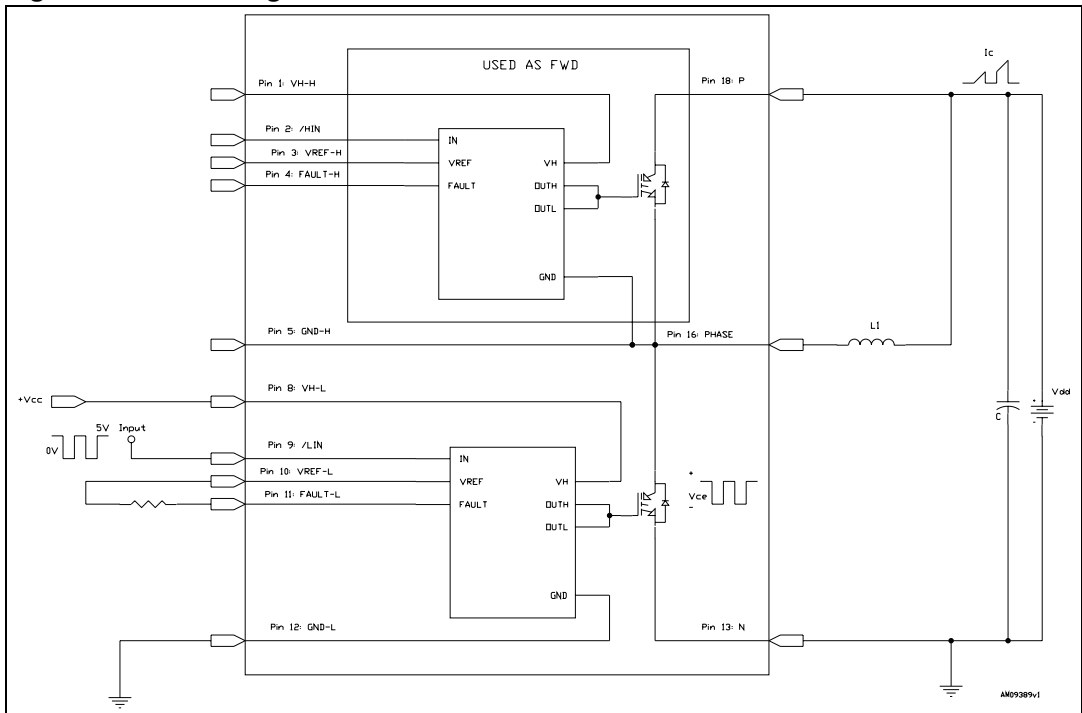 USED AS FWD
Ic
Pin 1: VH-H
Pin 18: P
Pin 2: /HIN
IN
Pin 3: VREF-H
VREF
VH
Pin 4: FAULT-H
FAULT
OUTH
OUTL
GND
Pin 5: GND-H
Pin 16: PHASE
L1
+Vcc
Pin 8: VH-L
Vdd
+
-
C
5V
Input
0V
Pin 9: /LIN
IN
Pin 10: VREF-L
VREF
VH
+
Vce
-
Pin 11: FAULT-L
FAULT
OUTH
OUTL
GND
Pin 12: GND-L
Pin 13: N
AM09389v1